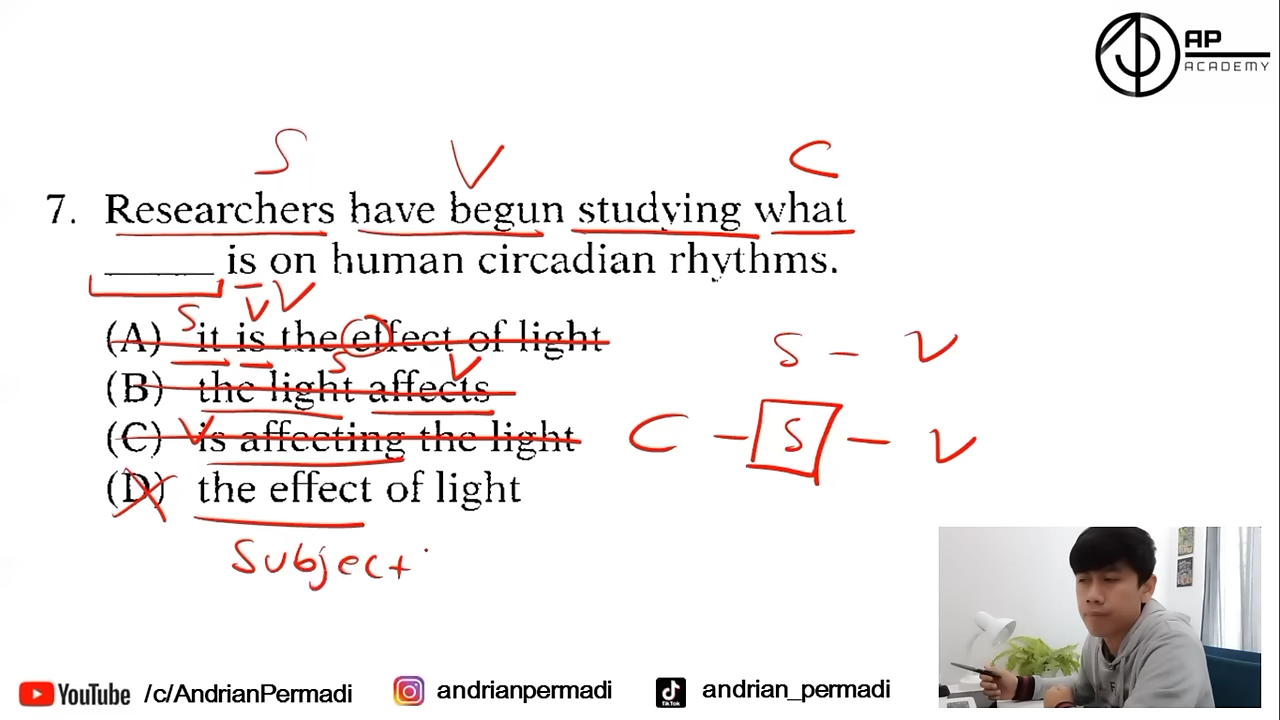 AP
ACADEMY
S V C
7. Researchers have begun studying what
______ is on human circadian rhythms.
S V V
(A) it is the effect of light
S V
S - V
(B) the light affects
V
(C) is affecting the light
C - S - V
(D) the effect of light
Subject
YouTube /c/AndrianPermadi
andrianpermadi
TikTok
andrian_permadi